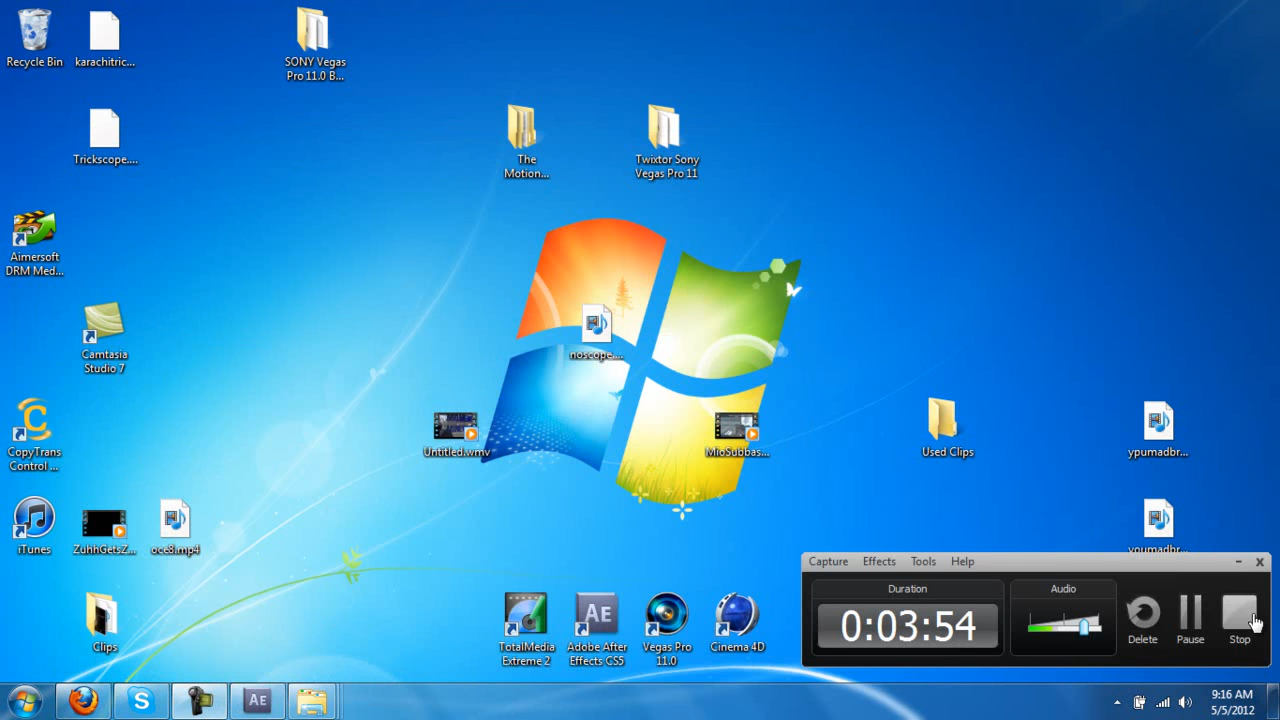 Recycle Bin
karachitric...
SONY Vegas
Pro 11.0 B...
Trickscope....
The
Motion...
Twixtor Sony
Vegas Pro 11
Aimersoft
DRM Med...
Camtasia
Studio 7
noscope....
CopyTrans
Control ...
Untitled.wmv
MioSubbas...
Used Clips
ypumadbr...
iTunes
ZuhhGetsZ...
oce8.mp4
youmadbr...
Capture Effects Tools Help
Duration
Audio
0:03:54
Delete
Pause
Stop
Clips
TotalMedia
Extreme 2
AE
Adobe After
Effects CS5
Vegas Pro
11.0
Cinema 4D
AE
9:16 AM
5/5/2012